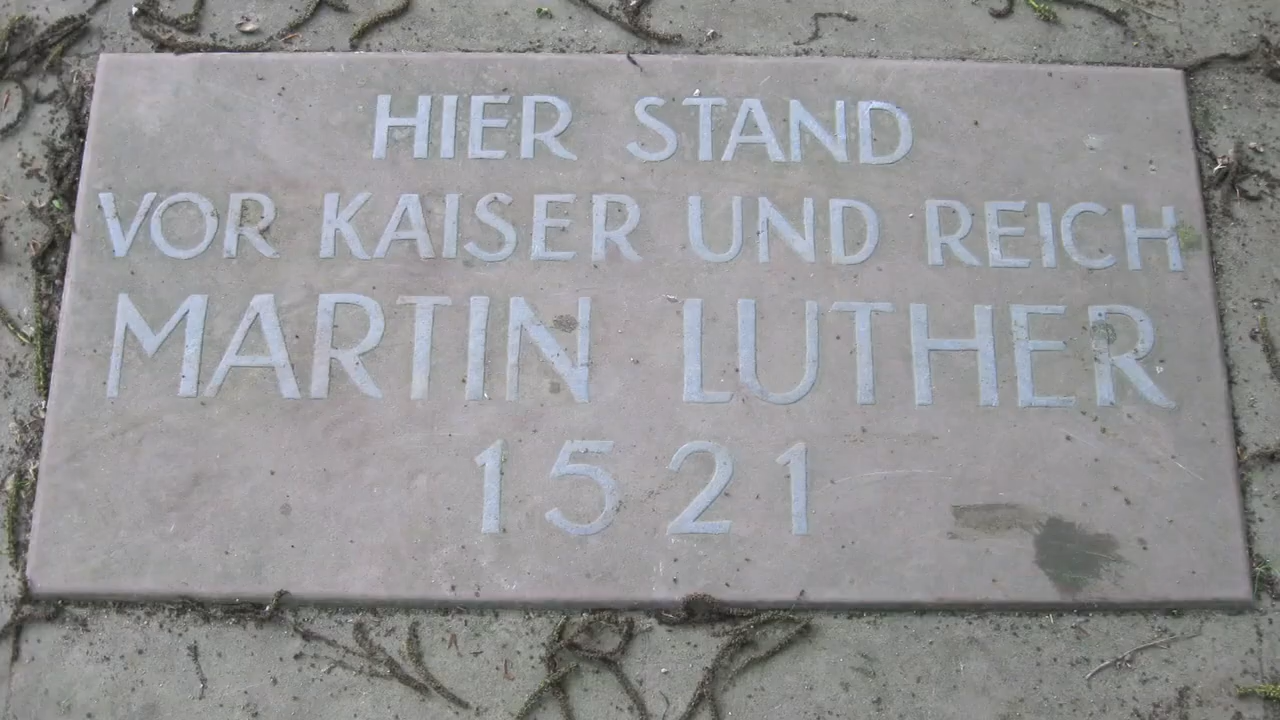 HIER STAND
VOR KAISER UND REICH
MARTIN LUTHER
1521